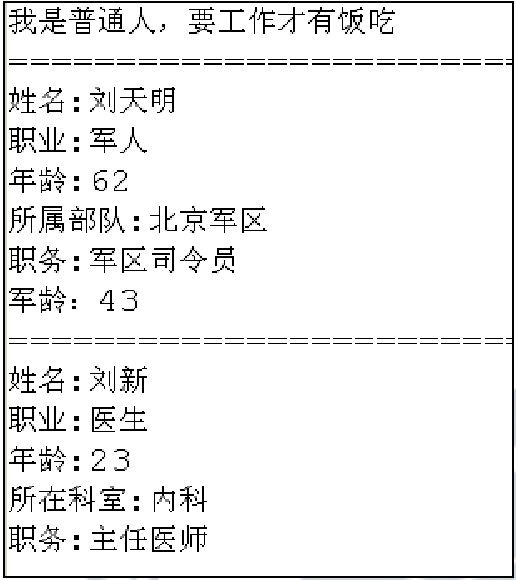 我是普通人，要工作才有饭吃
==========================
姓名:刘天明
职业:军人
年龄:62
所属部队:北京军区
职务:军区司令员
军龄: 43
==========================
姓名:刘新
职业:医生
年龄:23
所在科室:内科
职务:主任医师